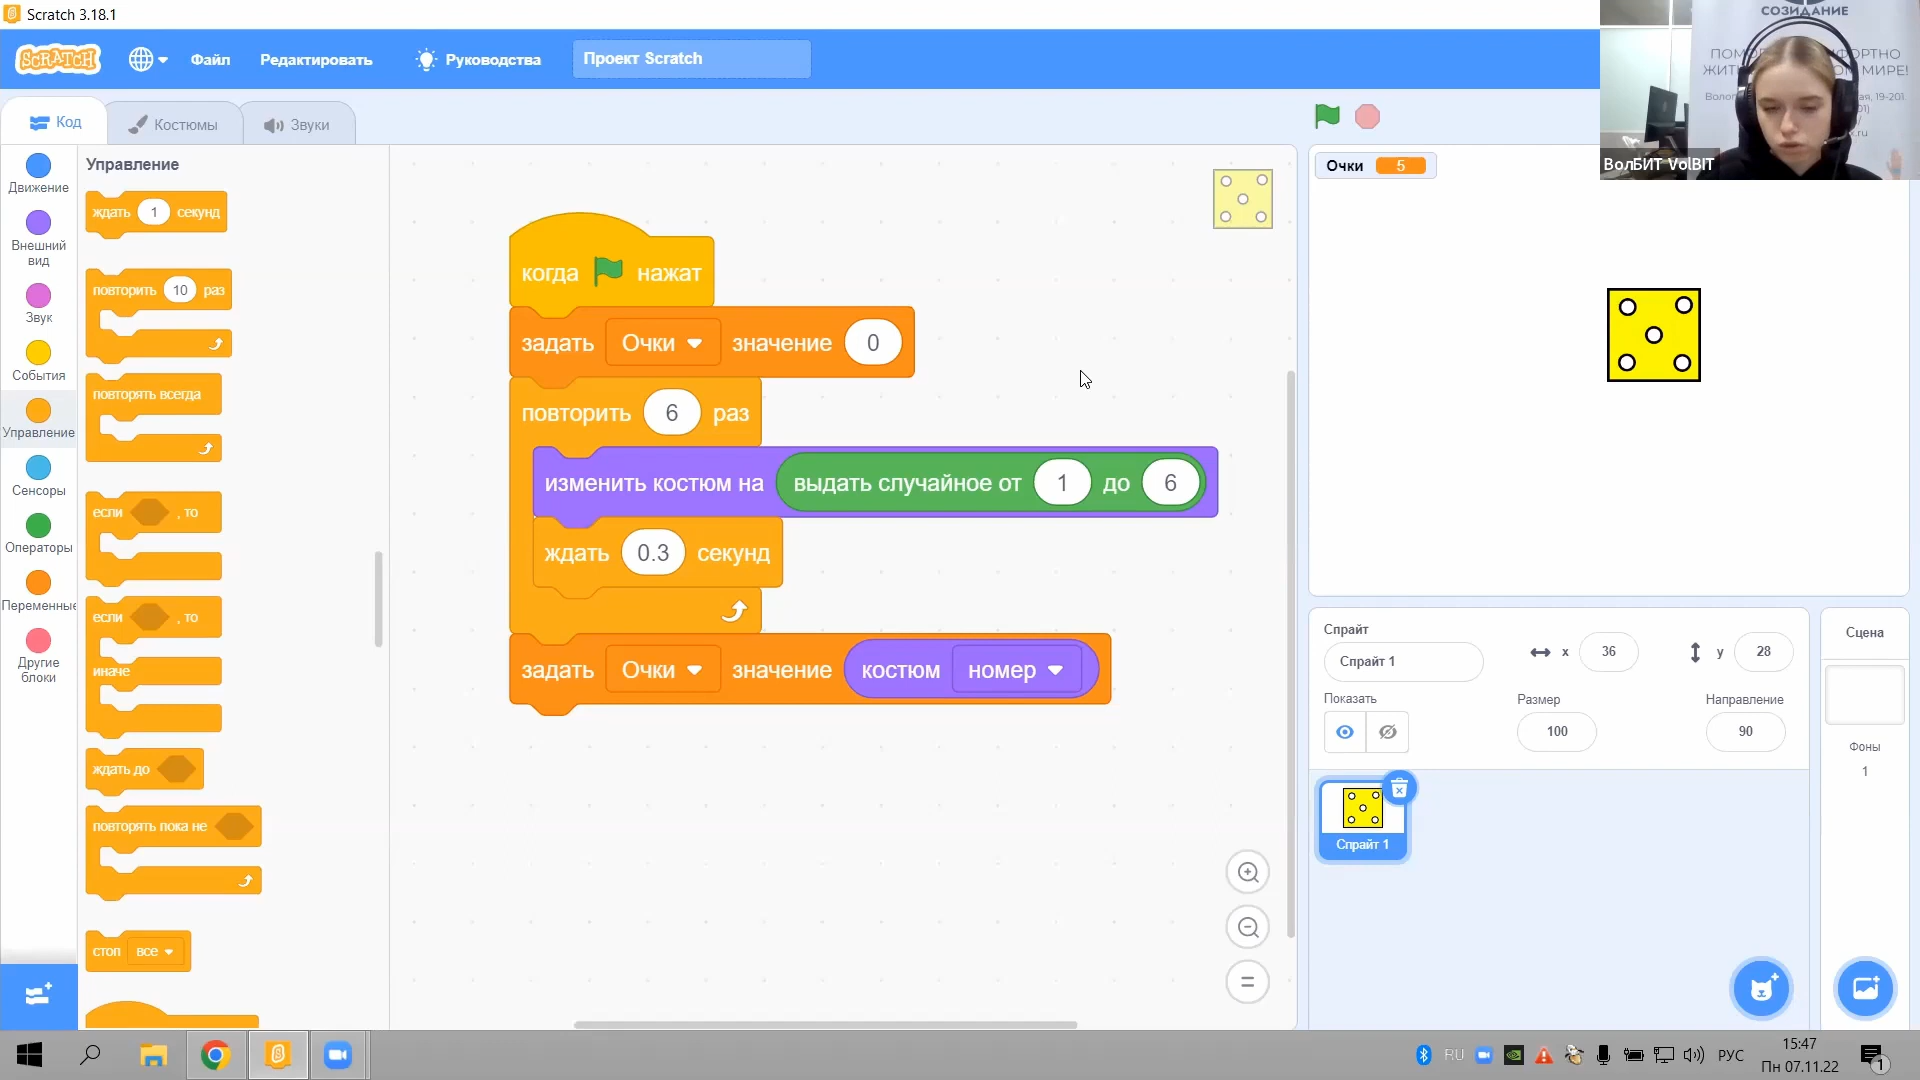 Scratch 3.18.1
SCRATCH
Файл
Редактировать
Руководства
Проект Scratch
СОЗИДАНИЕ
ВолБИТ VolBIT
Код
Костюмы
Звуки
Движение
Внешний
вид
Звук
События
Управление
Сенсоры
Операторы
Переменные
Другие
блоки
Управление
ждать 1 секунд
повторить 10 раз
повторять всегда
если , то
если , то
иначе
ждать до
повторять пока не
стоп все
когда нажат
задать Очки значение 0
повторить 6 раз
изменить костюм на выдать случайное от 1 до 6
ждать 0.3 секунд
задать Очки значение костюм номер
Очки 5
Спрайт
Спрайт 1
x 36
y 28
Показать
Размер
100
Направление
90
Спрайт 1
Сцена
Фоны
1
RU
РУС
15:47
Пн 07.11.22
1